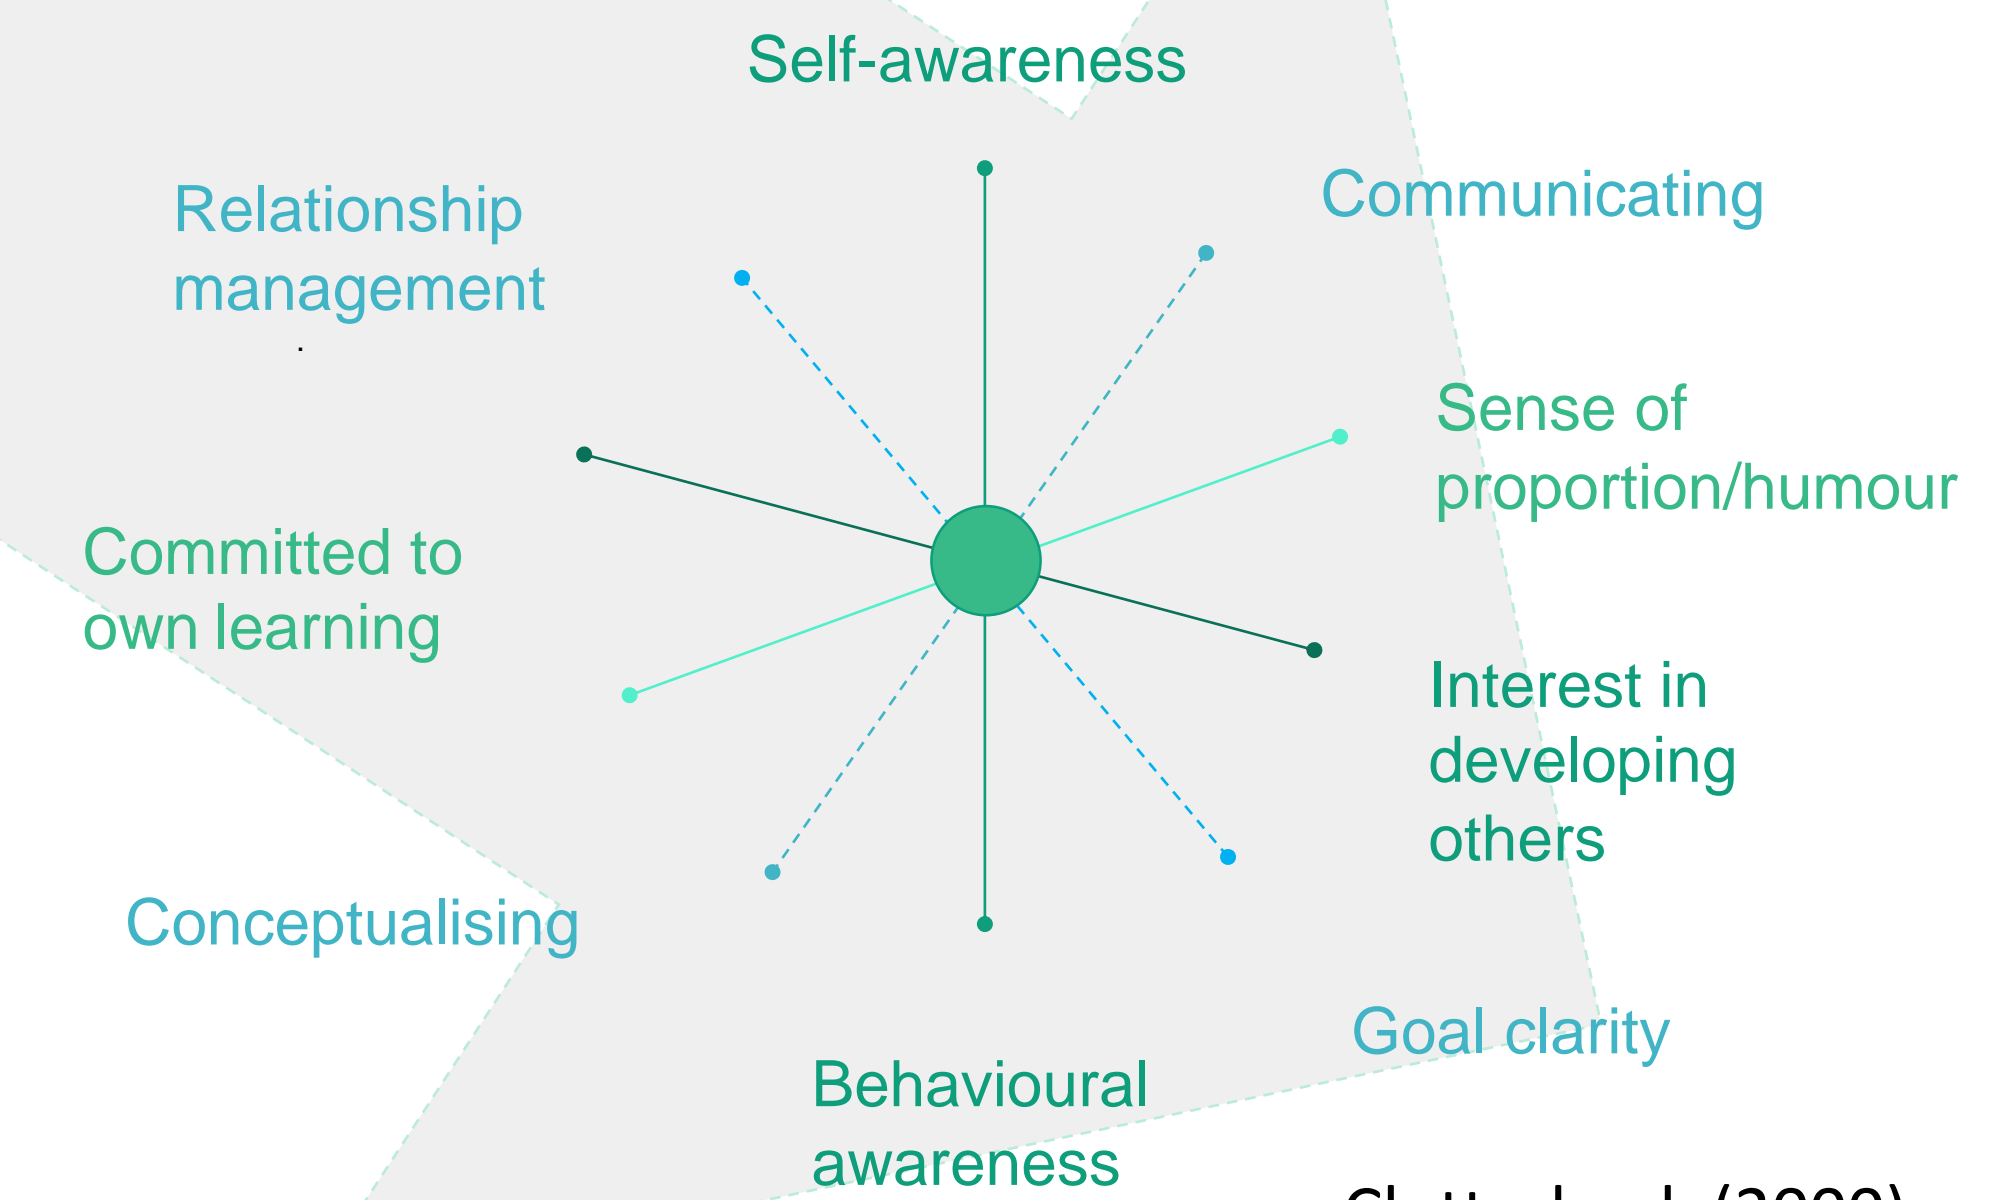 Self-awareness
Communicating
Relationship
management
.
Sense of
proportion/humour
Committed to
own learning
Interest in
developing
others
Conceptualising
Goal clarity
Behavioural
awareness